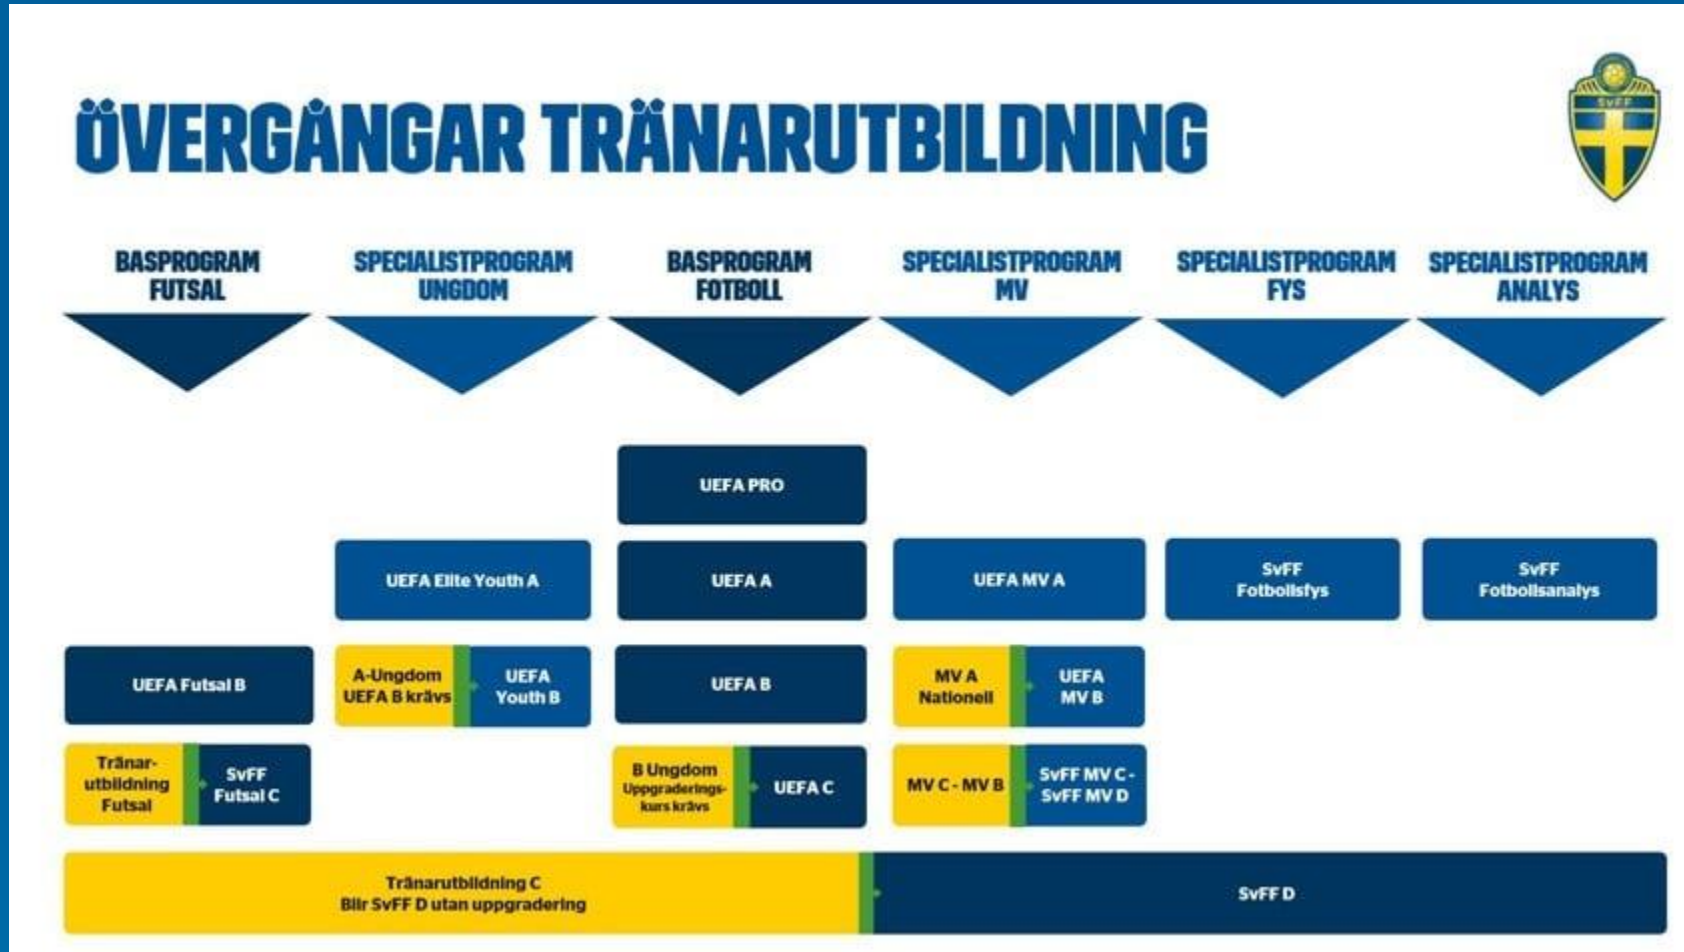 ÖVERGÅNGAR TRÄNARUTBILDNING
SvFF
BASPROGRAM
FUTSAL
SPECIALISTPROGRAM
UNGDOM
BASPROGRAM
FOTBOLL
SPECIALISTPROGRAM
MV
SPECIALISTPROGRAM
FYS
SPECIALISTPROGRAM
ANALYS
UEFA PRO
UEFA Elite Youth A
UEFA A
UEFA MV A
SvFF
Fotbollsfys
SvFF
Fotbollsanalys
UEFA Futsal B
A-Ungdom
UEFA B krävs
UEFA
Youth B
UEFA B
MV A
Nationell
UEFA
MV B
Tränar-
utbildning
Futsal
SvFF
Futsal C
B Ungdom
Uppgraderings-
kurs krävs
UEFA C
MV C - MV B
SvFF MV C -
SvFF MV D
Tränarutbildning C
Blir SvFF D utan uppgradering
SvFF D